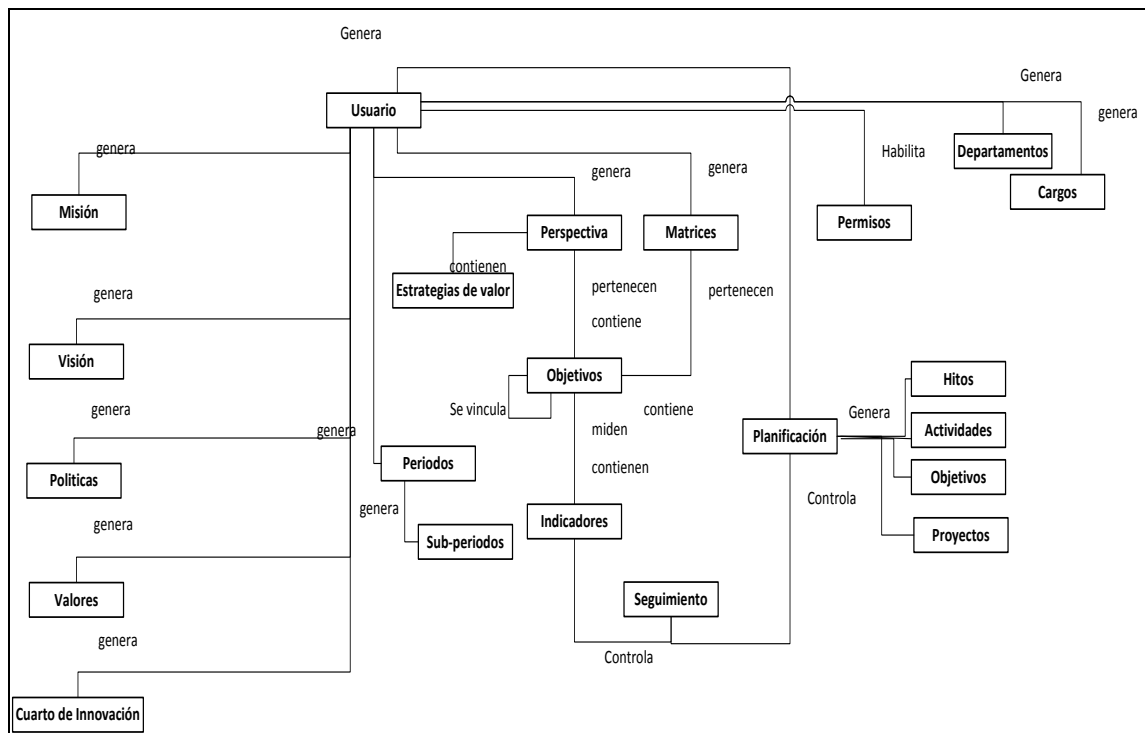 Genera
Usuario
Genera
genera
genera
Habilita
Departamentos
genera
genera
Cargos
Misión
Perspectiva
Matrices
Permisos
contienen
Estrategias de valor
pertenecen
pertenecen
genera
contiene
Visión
Objetivos
Hitos
Se vincula
contiene
Genera
genera
genera
miden
Planificación
Actividades
Politicas
Periodos
contienen
Objetivos
Controla
genera
genera
Indicadores
Sub-periodos
Proyectos
Valores
Seguimiento
genera
Controla
Cuarto de Innovación